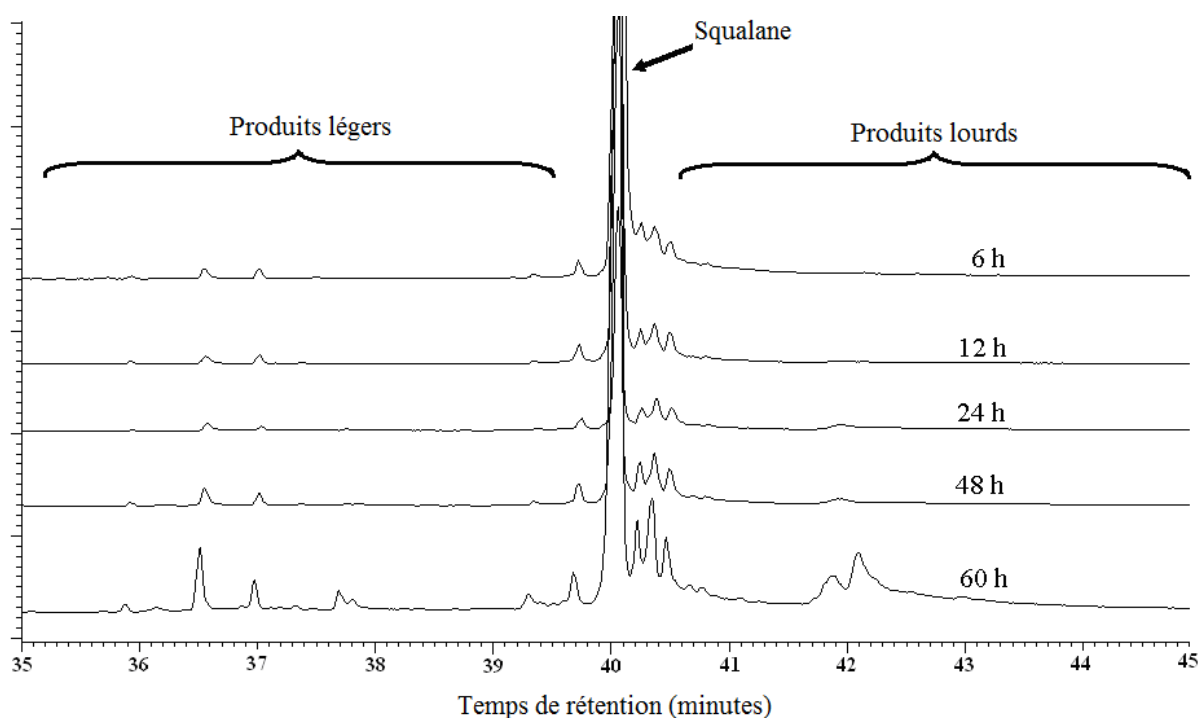 Squalane
Produits légers
Produits lourds
6 h
12 h
24 h
48 h
60 h
35 36 37 38 39 40 41 42 43 44 45
Temps de rétention (minutes)